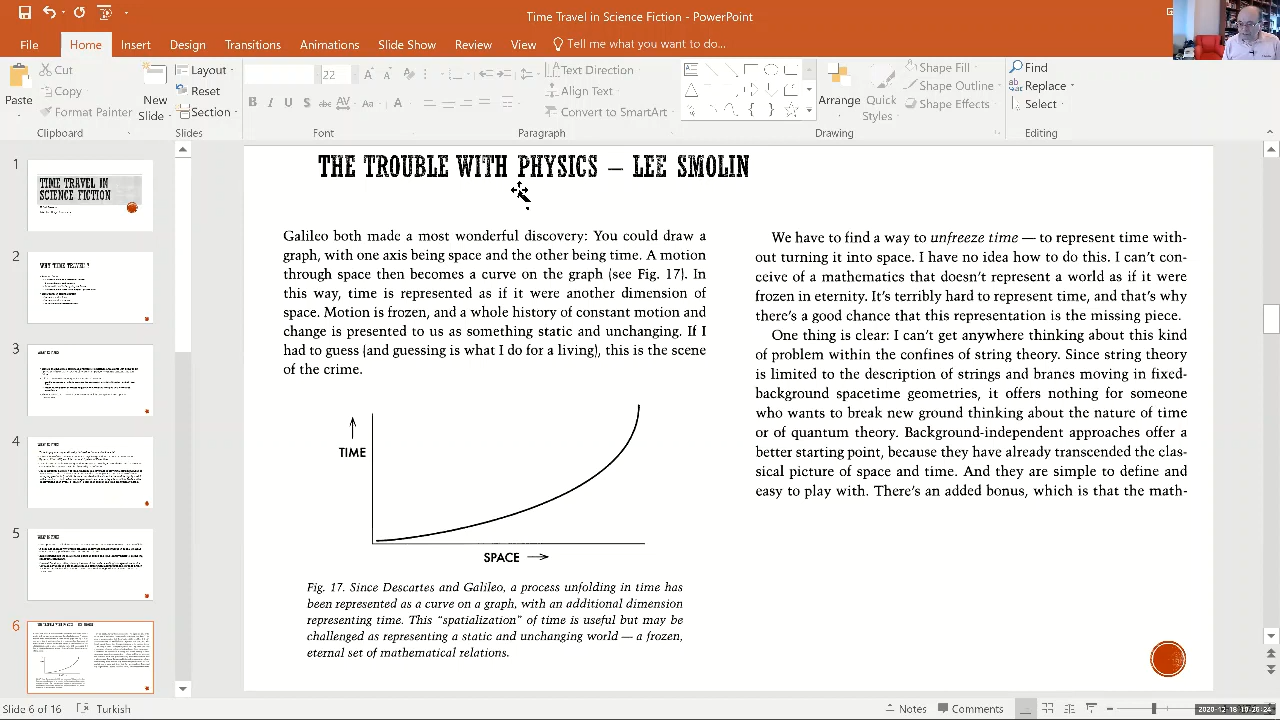 Time Travel in Science Fiction - PowerPoint
File Home Insert Design Transitions Animations Slide Show Review View Tell me what you want to do...
Paste
Cut
Copy
Format Painter
Clipboard
New
Slide
Layout
Reset
Section
Slides
22
B I U S abc AV Aa A
Font
Text Direction
Align Text
Convert to SmartArt
Paragraph
Arrange
Quick
Styles
Shape Fill
Shape Outline
Shape Effects
Drawing
Find
Replace
Select
Editing
1
TIME TRAVEL IN
SCIENCE FICTION
2
WHY TIME TRAVEL?
3
4
5
6
THE TROUBLE WITH PHYSICS – LEE SMOLIN
Galileo both made a most wonderful discovery: You could draw a
graph, with one axis being space and the other being time. A motion
through space then becomes a curve on the graph (see Fig. 17). In
this way, time is represented as if it were another dimension of
space. Motion is frozen, and a whole history of constant motion and
change is presented to us as something static and unchanging. If I
had to guess (and guessing is what I do for a living), this is the scene
of the crime.
TIME
SPACE
Fig. 17. Since Descartes and Galileo, a process unfolding in time has
been represented as a curve on a graph, with an additional dimension
representing time. This “spatialization” of time is useful but may be
challenged as representing a static and unchanging world — a frozen,
eternal set of mathematical relations.
We have to find a way to unfreeze time — to represent time with-
out turning it into space. I have no idea how to do this. I can’t con-
ceive of a mathematics that doesn’t represent a world as if it were
frozen in eternity. It’s terribly hard to represent time, and that’s why
there’s a good chance that this representation is the missing piece.
One thing is clear: I can’t get anywhere thinking about this kind
of problem within the confines of string theory. Since string theory
is limited to the description of strings and branes moving in fixed-
background spacetime geometries, it offers nothing for someone
who wants to break new ground thinking about the nature of time
or of quantum theory. Background-independent approaches offer a
better starting point, because they have already transcended the clas-
sical picture of space and time. And they are simple to define and
easy to play with. There’s an added bonus, which is that the math-
Slide 6 of 16 Turkish Notes Comments 2020-12-18 10:20:24